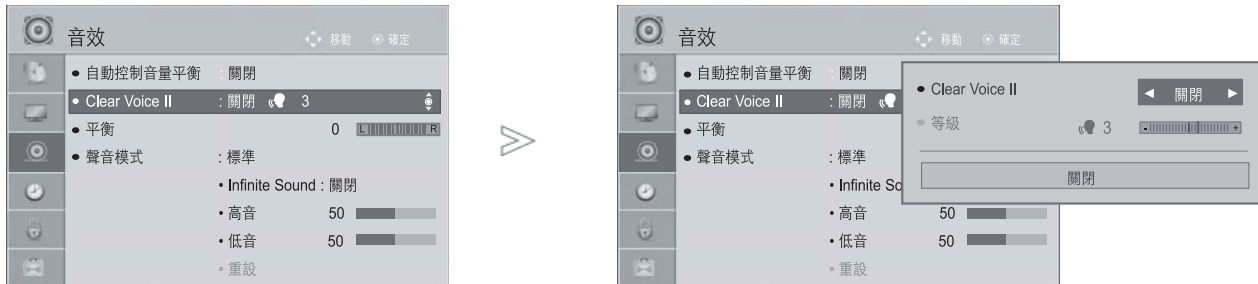 音效 移動 確定
• 自動控制音量平衡 : 關閉
• Clear Voice II : 關閉 3
• 平衡 0 L R
• 聲音模式 : 標準
• Infinite Sound : 關閉
• 高音 50
• 低音 50
• 重設
音效 移動 確定
• 自動控制音量平衡 : 關閉
• Clear Voice II : 關閉
• 平衡
• 聲音模式 : 標準
• Infinite So
• 高音 50
• 低音 50
• 重設
• Clear Voice II ◄ 關閉 ►
• 等級 3 - +
關閉